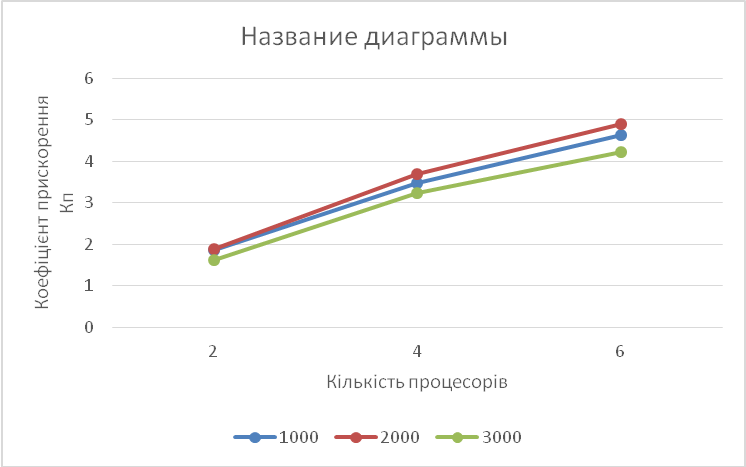 Название диаграммы
Коефіцієнт прискорення
Кп
6
5
4
3
2
1
0
2 4 6
Кількість процесорів
1000 2000 3000